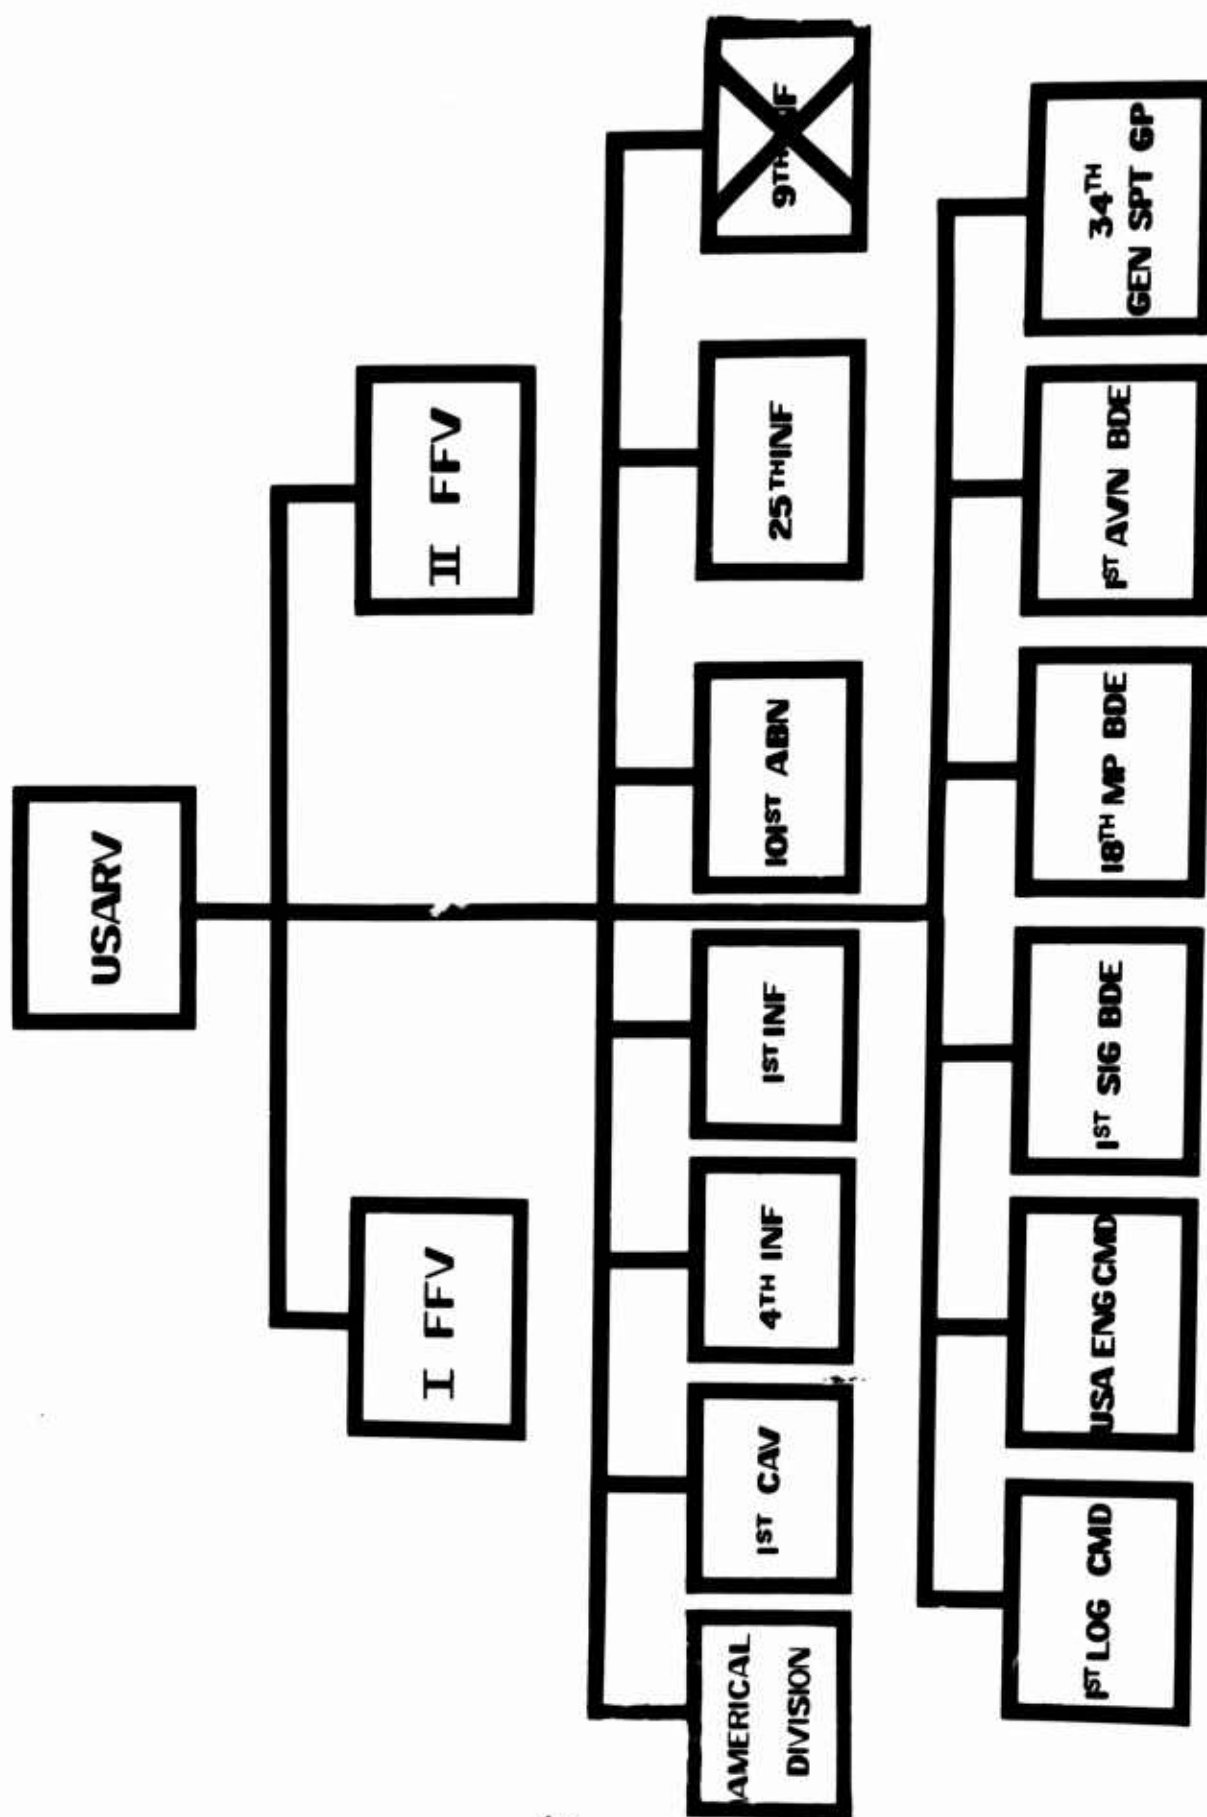 USARV
I FFV
II FFV
AMERICAL
DIVISION
1ST CAV
4TH INF
1ST INF
101ST ABN
25TH INF
9TH INF
1ST LOG CMD
USA ENG CMD
1ST SIG BDE
18TH MP BDE
1ST AVN BDE
34TH
GEN SPT GP